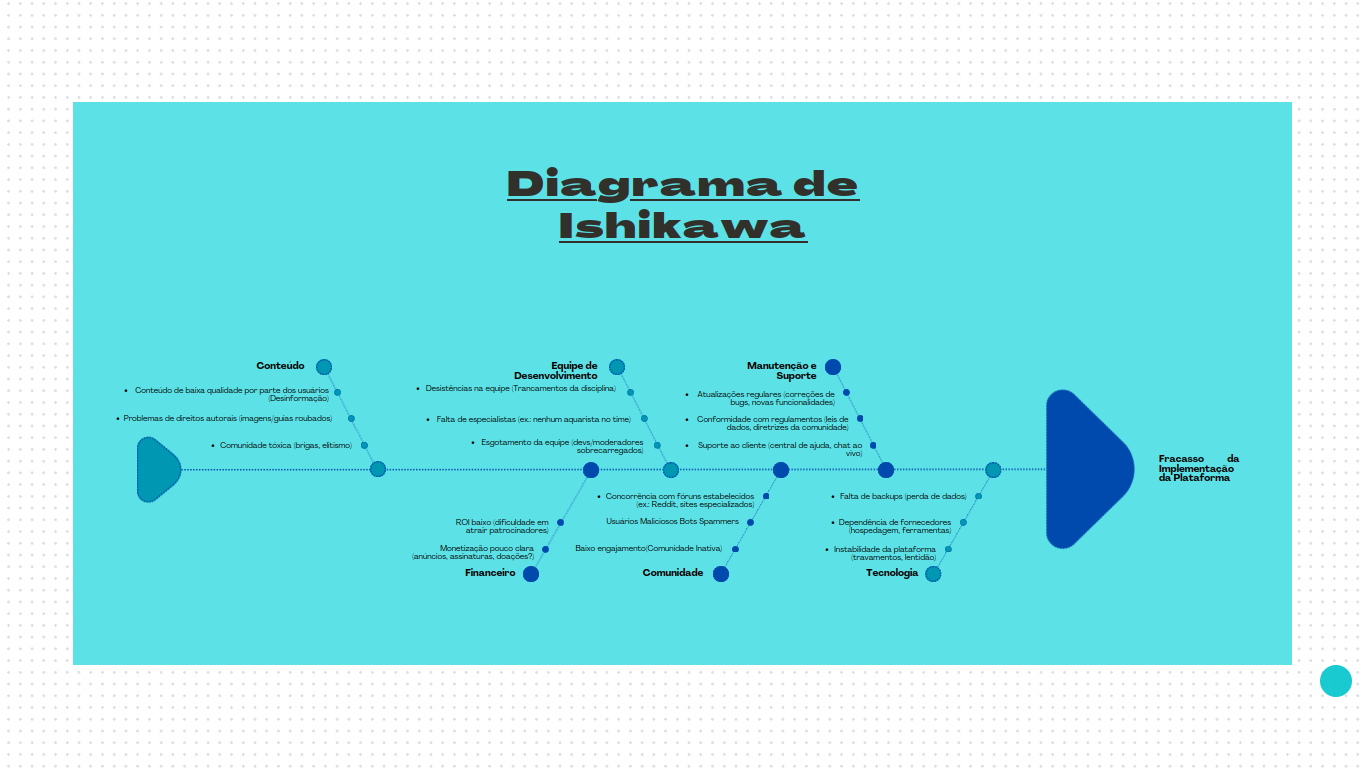 Diagrama de
Ishikawa
Conteúdo
• Conteúdo de baixa qualidade por parte dos usuários
(Desinformação)
• Problemas de direitos autorais (imagens/guias roubados)
• Comunidade tóxica (brigas, elitismo)
Equipe de
Desenvolvimento
• Desistências na equipe (Trancamentos da disciplina)
• Falta de especialistas (ex.: nenhum aquarista no time)
• Esgotamento da equipe (devs/moderadores
sobrecarregados)
Manutenção e
Suporte
• Atualizações regulares (correções de
bugs, novas funcionalidades)
• Conformidade com regulamentos (leis de
dados, diretrizes da comunidade)
• Suporte ao cliente (central de ajuda, chat ao
vivo)
Fracasso da
Implementação
da Plataforma
ROI baixo (dificuldade em
atrair patrocinadores)
Monetização pouco clara
(anúncios, assinaturas, doações?)
Financeiro
• Concorrência com fóruns estabelecidos
(ex.: Reddit, sites especializados)
Usuários Maliciosos Bots Spammers
Baixo engajamento(Comunidade Inativa)
Comunidade
• Falta de backups (perda de dados)
• Dependência de fornecedores
(hospedagem, ferramentas)
• Instabilidade da plataforma
(travamentos, lentidão)
Tecnologia